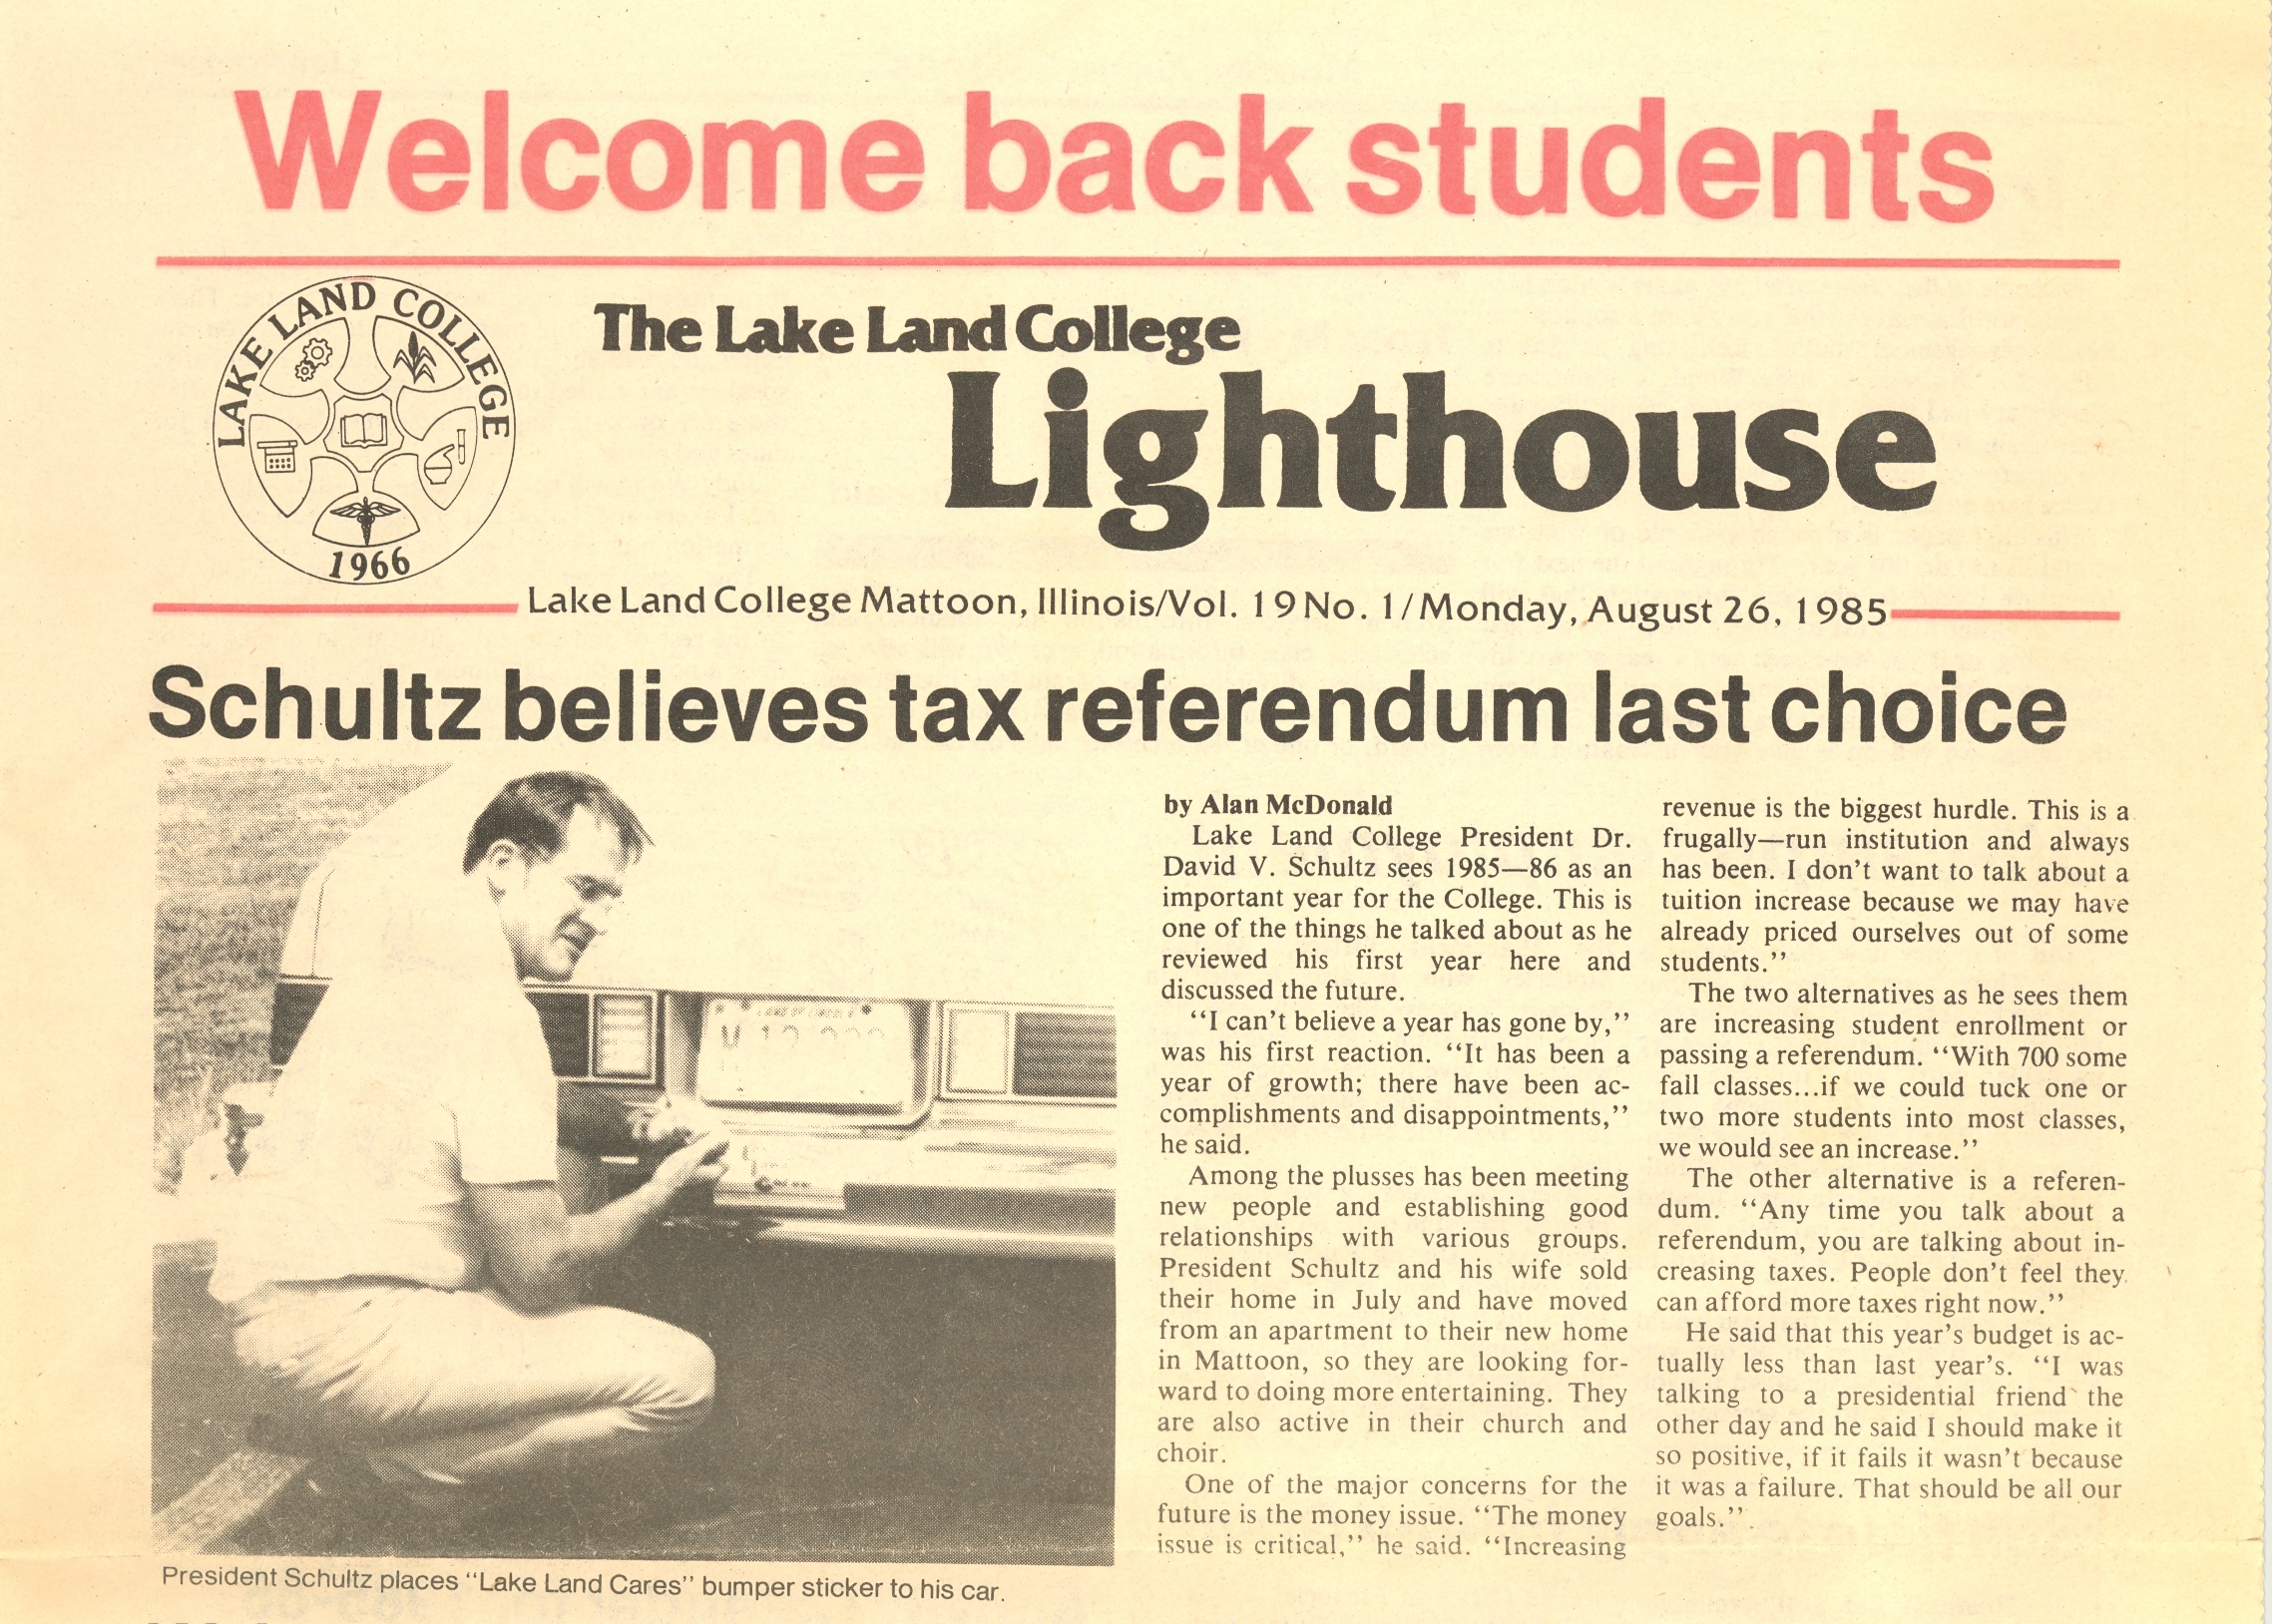 Welcome back students
LAKE LAND COLLEGE
1966
The Lake Land College
Lighthouse
Lake Land College Mattoon, Illinois/Vol. 19 No. 1/Monday, August 26, 1985
Schultz believes tax referendum last choice
by Alan McDonald
Lake Land College President Dr.
David V. Schultz sees 1985—86 as an
important year for the College. This is
one of the things he talked about as he
reviewed his first year here and
discussed the future.
‘‘I can’t believe a year has gone by,’’
was his first reaction. ‘‘It has been a
year of growth; there have been ac-
complishments and disappointments,’’
he said.
Among the plusses has been meeting
new people and establishing good
relationships with various groups.
President Schultz and his wife sold
their home in July and have moved
from an apartment to their new home
in Mattoon, so they are looking for-
ward to doing more entertaining. They
are also active in their church and
choir.
One of the major concerns for the
future is the money issue. ‘‘The money
issue is critical,’’ he said. ‘‘Increasing
revenue is the biggest hurdle. This is a
frugally—run institution and always
has been. I don’t want to talk about a
tuition increase because we may have
already priced ourselves out of some
students.’’
The two alternatives as he sees them
are increasing student enrollment or
passing a referendum. ‘‘With 700 some
fall classes...if we could tuck one or
two more students into most classes,
we would see an increase.’’
The other alternative is a referen-
dum. ‘‘Any time you talk about a
referendum, you are talking about in-
creasing taxes. People don’t feel they
can afford more taxes right now.’’
He said that this year’s budget is ac-
tually less than last year’s. ‘‘I was
talking to a presidential friend the
other day and he said I should make it
so positive, if it fails it wasn’t because
it was a failure. That should be all our
goals.’’
President Schultz places “Lake Land Cares” bumper sticker to his car.